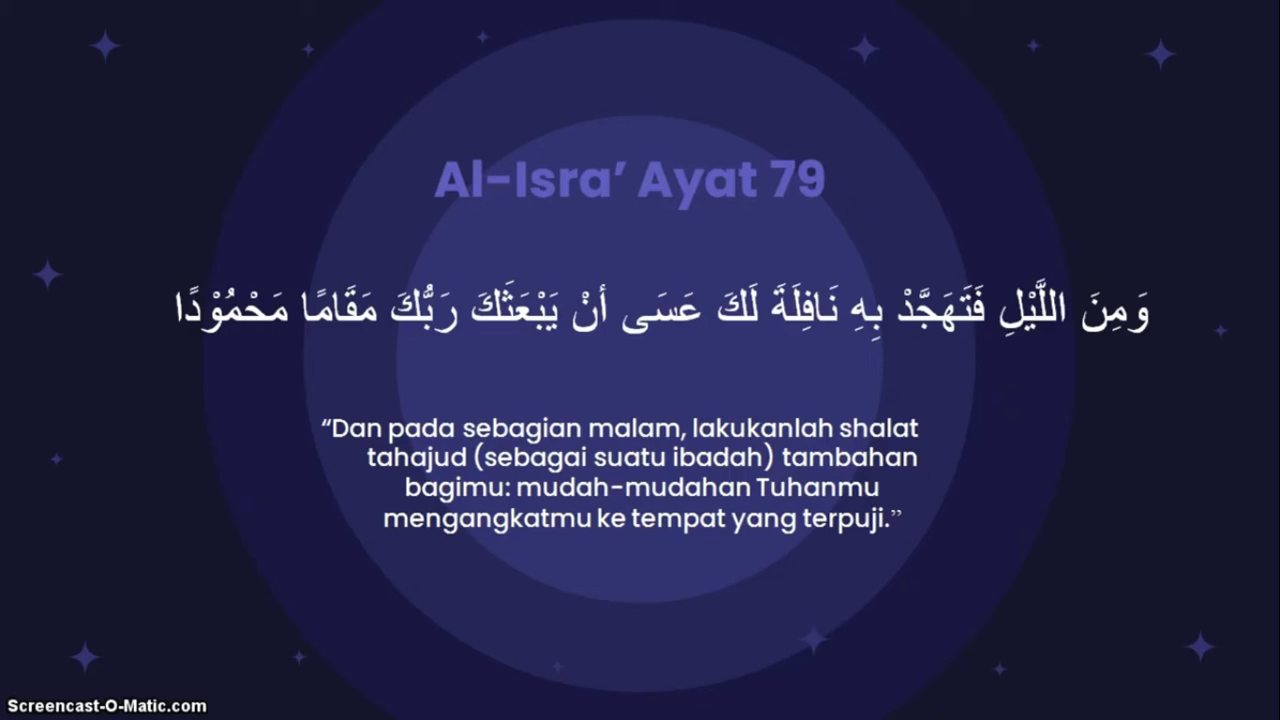 Al-Isra’ Ayat 79
وَمِنَ اللَّيْلِ فَتَهَجَّدْ بِهِ نَافِلَةَ لَكَ عَسَى أنْ يَبْعَثَكَ رَبُّكَ مَقَامًا مَحْمُوْدًا
“Dan pada sebagian malam, lakukanlah shalat
tahajud (sebagai suatu ibadah) tambahan
bagimu: mudah-mudahan Tuhanmu
mengangkatmu ke tempat yang terpuji.”
Screencast-O-Matic.com